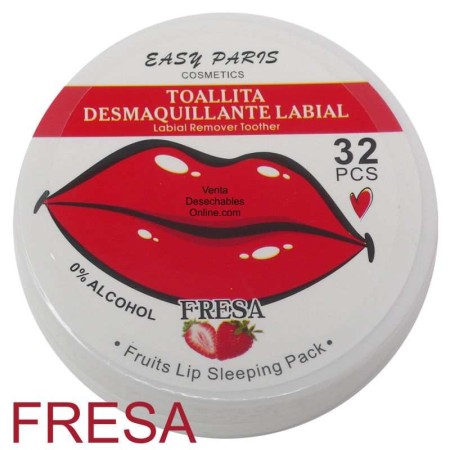 EASY PARIS
COSMETICS
TOALLITA
DESMAQUILLANTE LABIAL
Labial Remover Toother
32
PCS
Venta
Desechables
Online.com
0% ALCOHOL
FRESA
• Fruits Lip Sleeping Pack •
FRESA